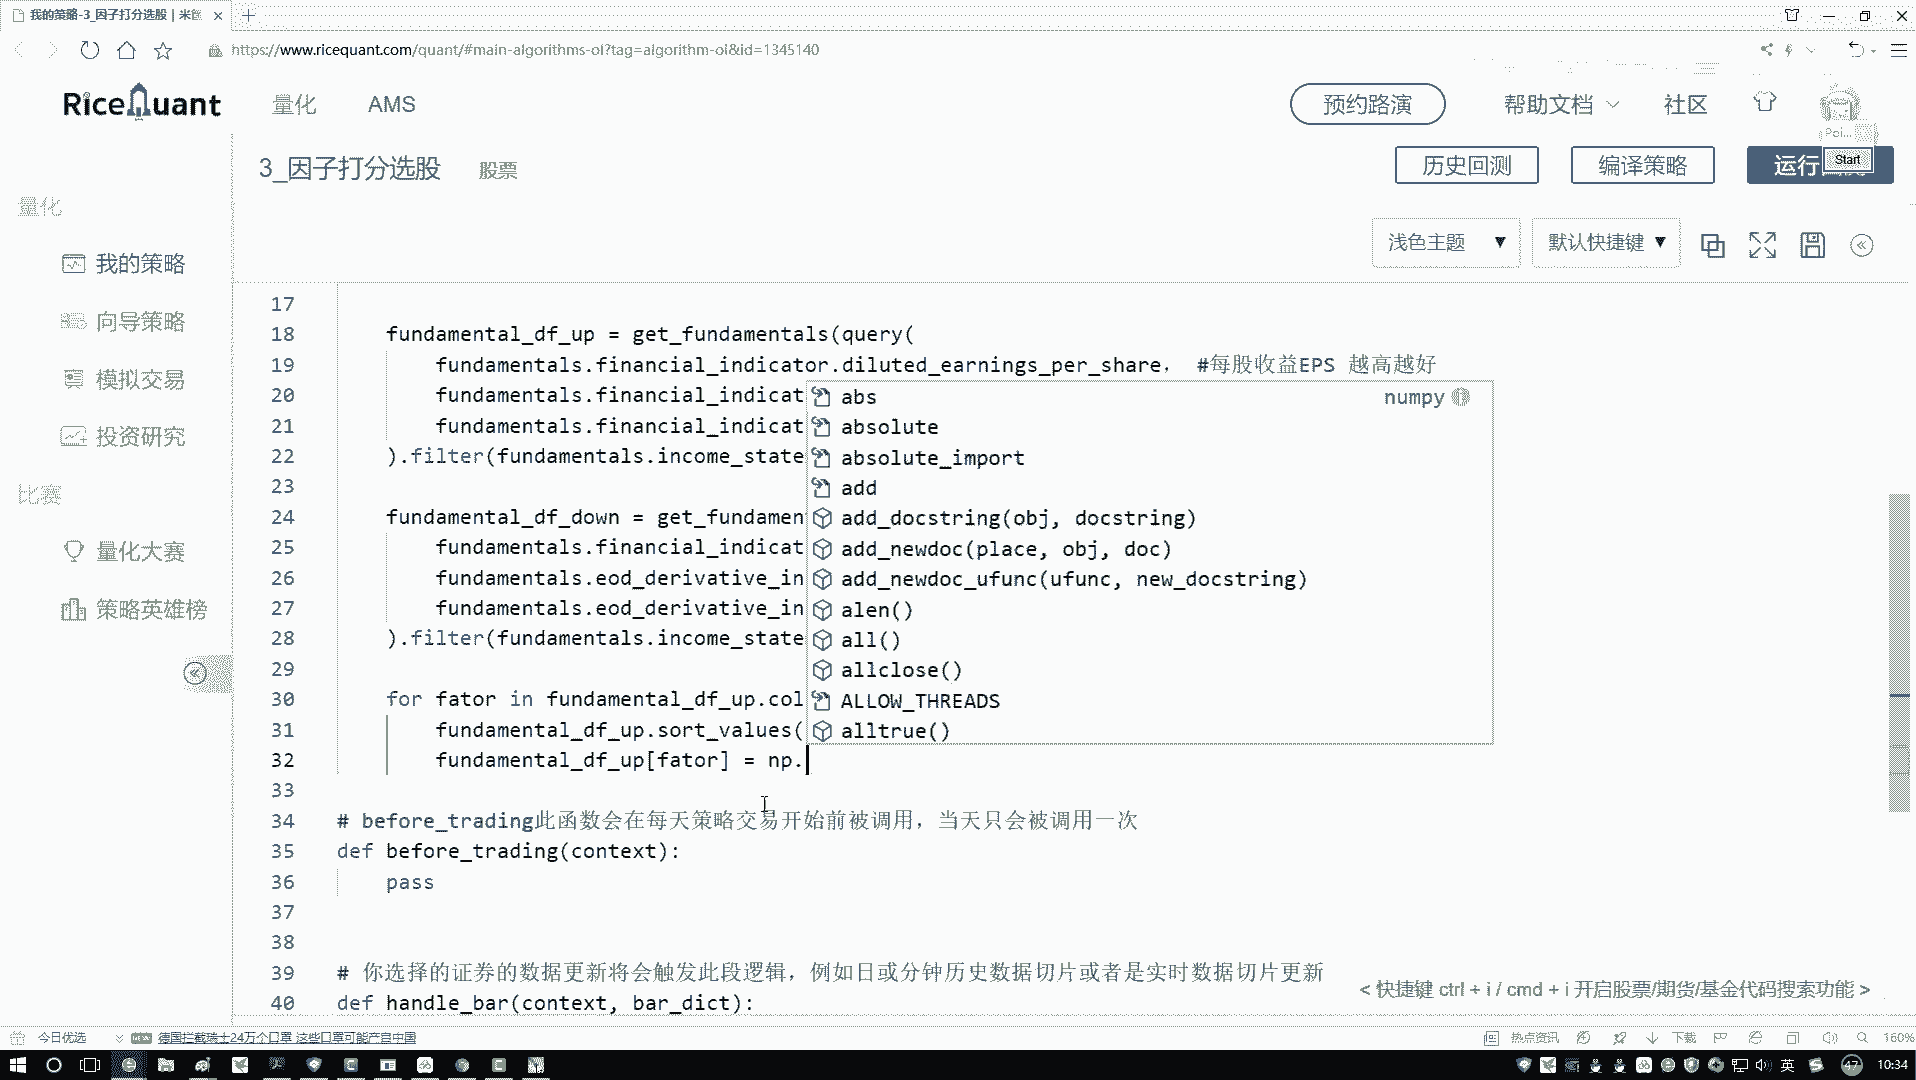 我的策略-3_因子打分选股 | 米
https://www.ricequant.com/quant/#main-algorithms-ol?tag=algorithm-ol&id=1345140
RiceQuant
量化
AMS
预约路演
帮助文档
社区
Poi...
3_因子打分选股
股票
历史回测
编译策略
运行
Start
量化
浅色主题 ▼
默认快捷键 ▼
我的策略
向导策略
模拟交易
投资研究
比赛
量化大赛
策略英雄榜
17
18 fundamental_df_up = get_fundamentals(query(
19 fundamentals.financial_indicator.diluted_earnings_per_share， #每股收益EPS 越高越好
20 fundamentals.financial_indicat
21 fundamentals.financial_indicat
22 ).filter(fundamentals.income_state
23
24 fundamental_df_down = get_fundamen
25 fundamentals.financial_indicat
26 fundamentals.eod_derivative_in
27 fundamentals.eod_derivative_in
28 ).filter(fundamentals.income_state
29
30 for fator in fundamental_df_up.col
31 fundamental_df_up.sort_values(
32 fundamental_df_up[fator] = np.
33
34 # before_trading此函数会在每天策略交易开始前被调用，当天只会被调用一次
35 def before_trading(context):
36 pass
37
38
39 # 你选择的证券的数据更新将会触发此段逻辑，例如日或分钟历史数据切片或者是实时数据切片更新
40 def handle_bar(context, bar_dict):
abs numpy
absolute
absolute_import
add
add_docstring(obj, docstring)
add_newdoc(place, obj, doc)
add_newdoc_ufunc(ufunc, new_docstring)
alen()
all()
allclose()
ALLOW_THREADS
alltrue()
< 快捷键 ctrl + i / cmd + i 开启股票/期货/基金代码搜索功能 >
今日优选
德国拦截瑞士24万个口罩 这些口罩可能产自中国
热点资讯
下载
160%
英
47
10:34